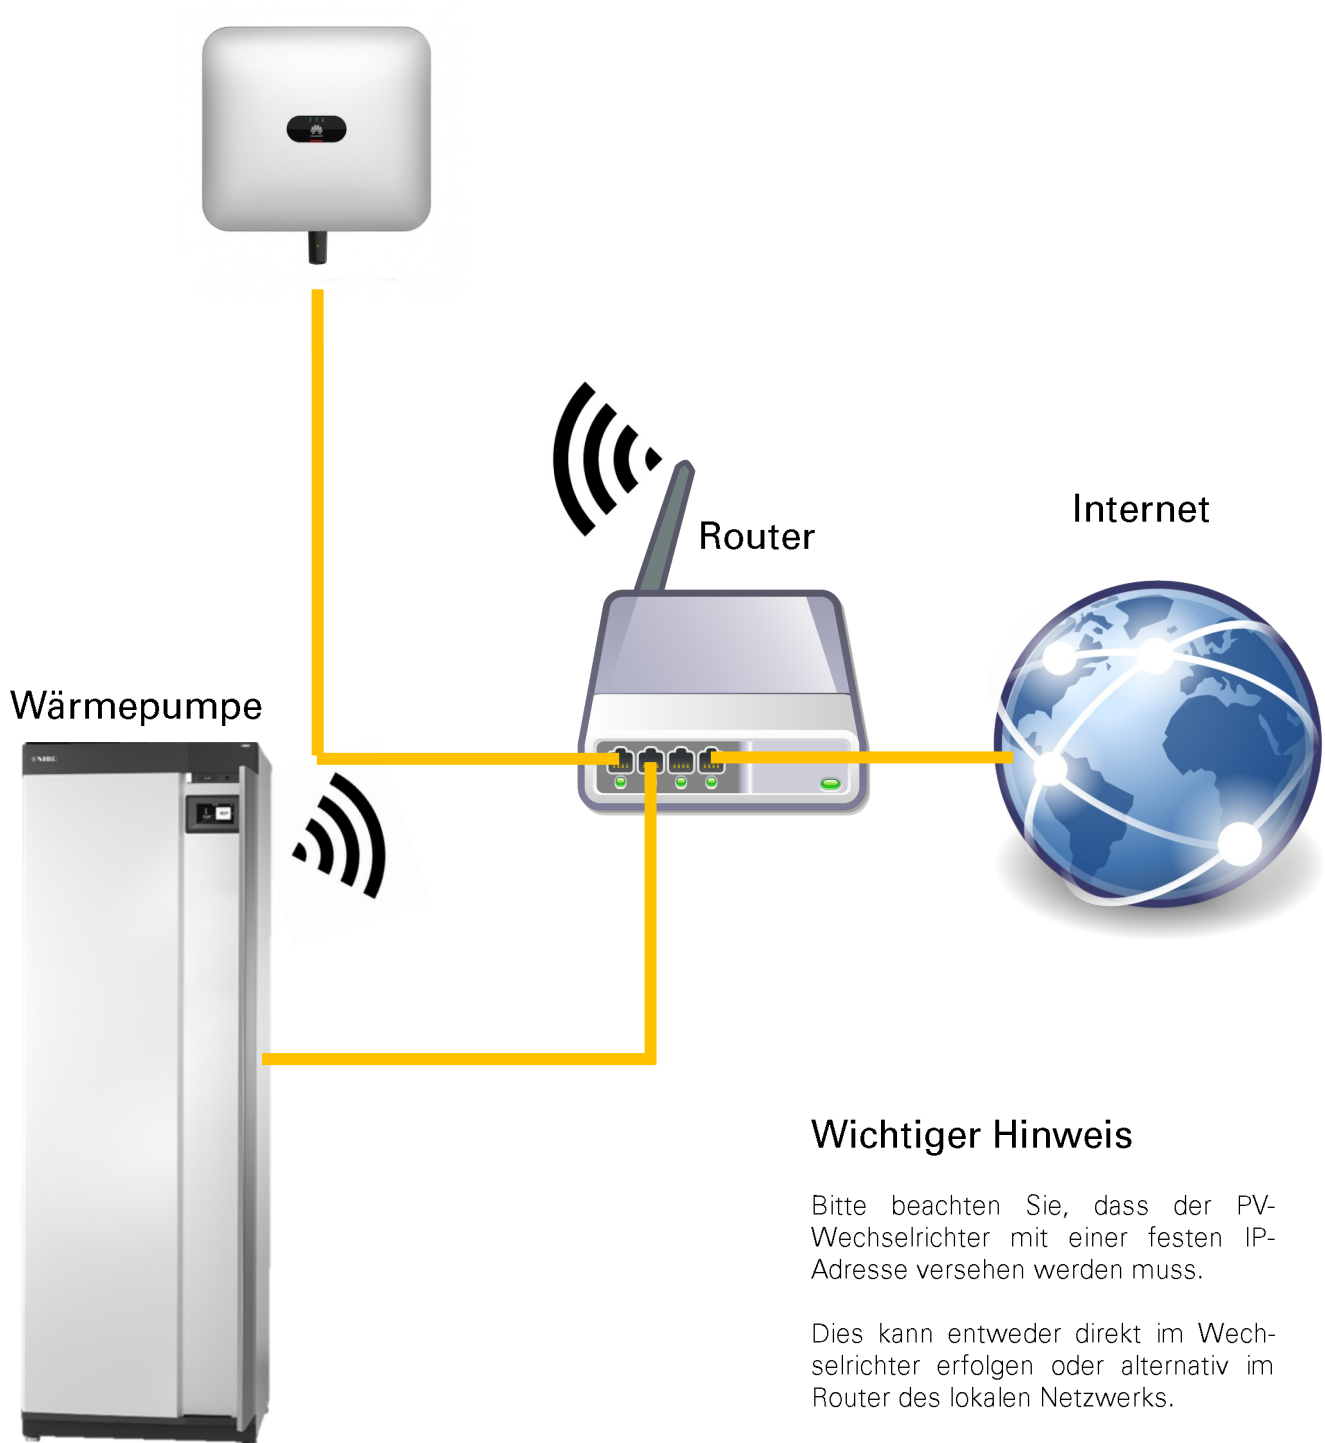 Router
Internet
Wärmepumpe
NIBE
Wichtiger Hinweis
Bitte beachten Sie, dass der PV-
Wechselrichter mit einer festen IP-
Adresse versehen werden muss.
Dies kann entweder direkt im Wech-
selrichter erfolgen oder alternativ im
Router des lokalen Netzwerks.